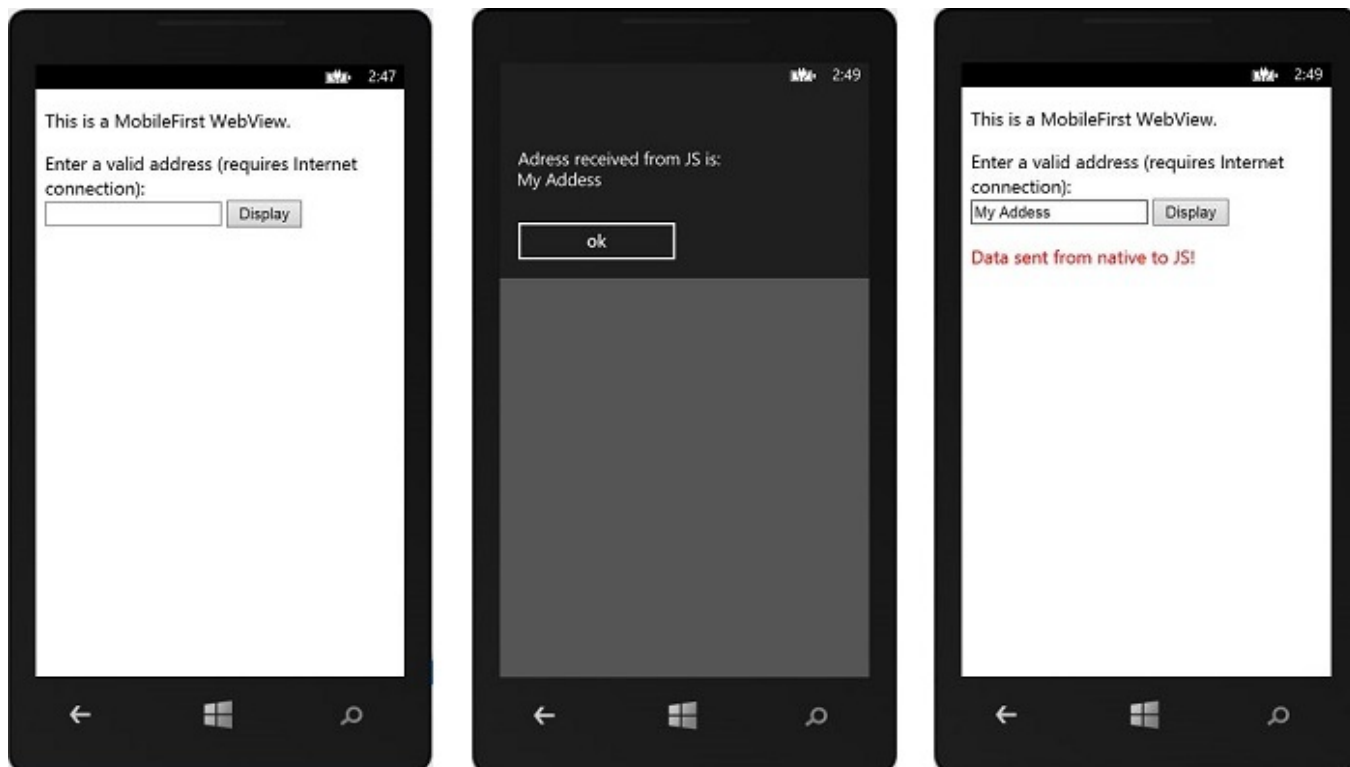 2:47
This is a MobileFirst WebView.
Enter a valid address (requires Internet
connection):
Display
2:49
Adress received from JS is:
My Addess
ok
2:49
This is a MobileFirst WebView.
Enter a valid address (requires Internet
connection):
My Addess Display
Data sent from native to JS!